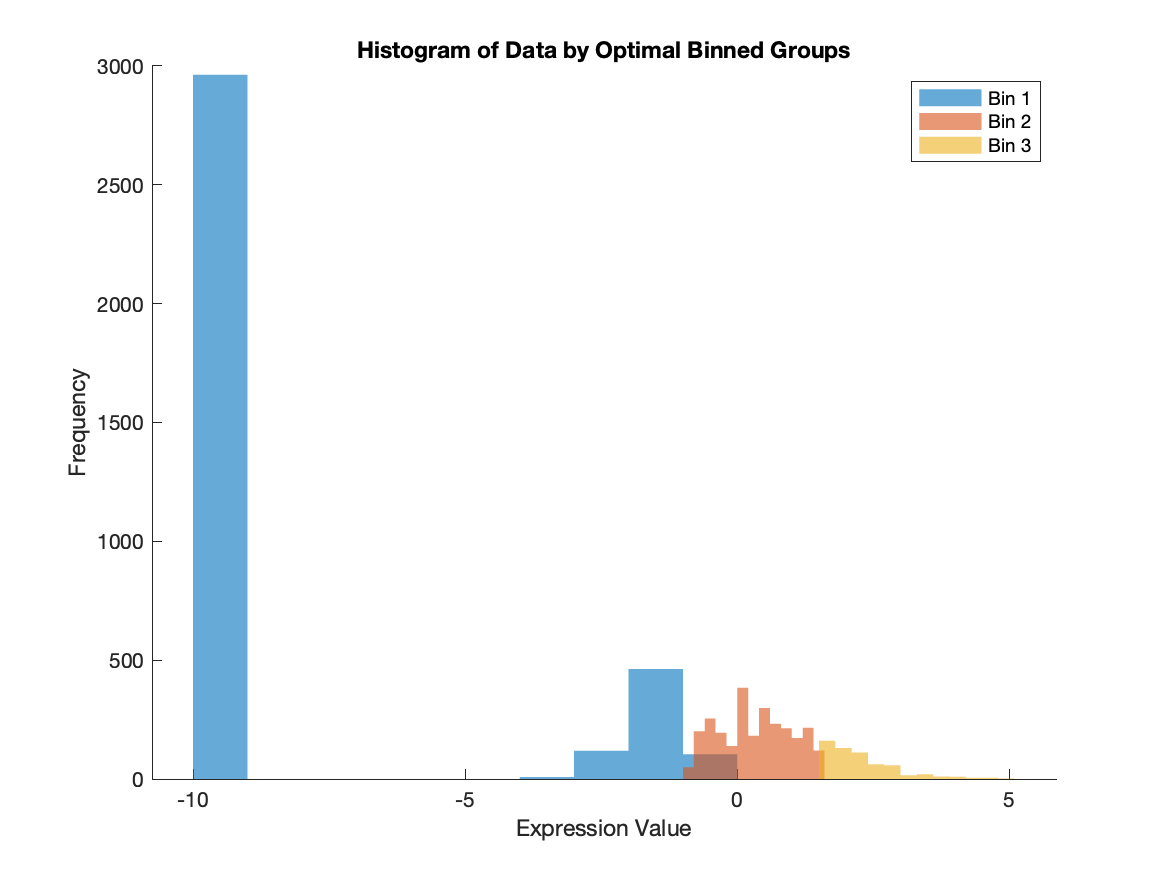 Histogram of Data by Optimal Binned Groups
3000
2500
2000
1500
1000
500
0
Frequency
-10
-5
0
5
Expression Value
Bin 1
Bin 2
Bin 3